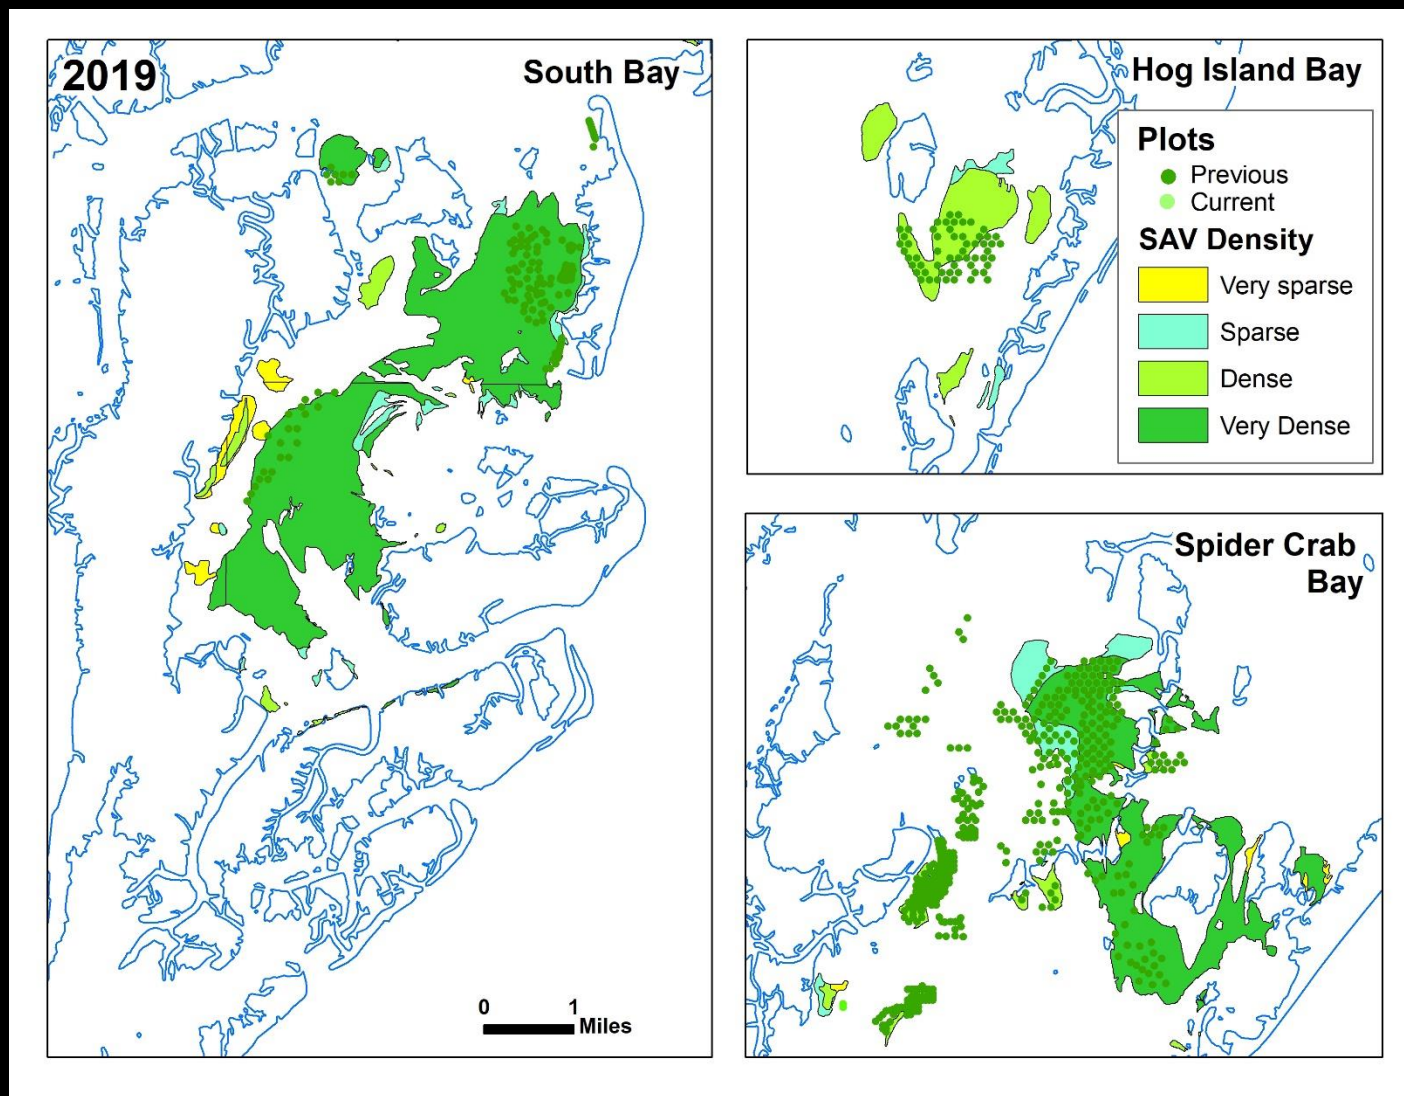 2019
South Bay
0 1
Miles
Hog Island Bay
Plots
Previous
Current
SAV Density
Very sparse
Sparse
Dense
Very Dense
Spider Crab
Bay